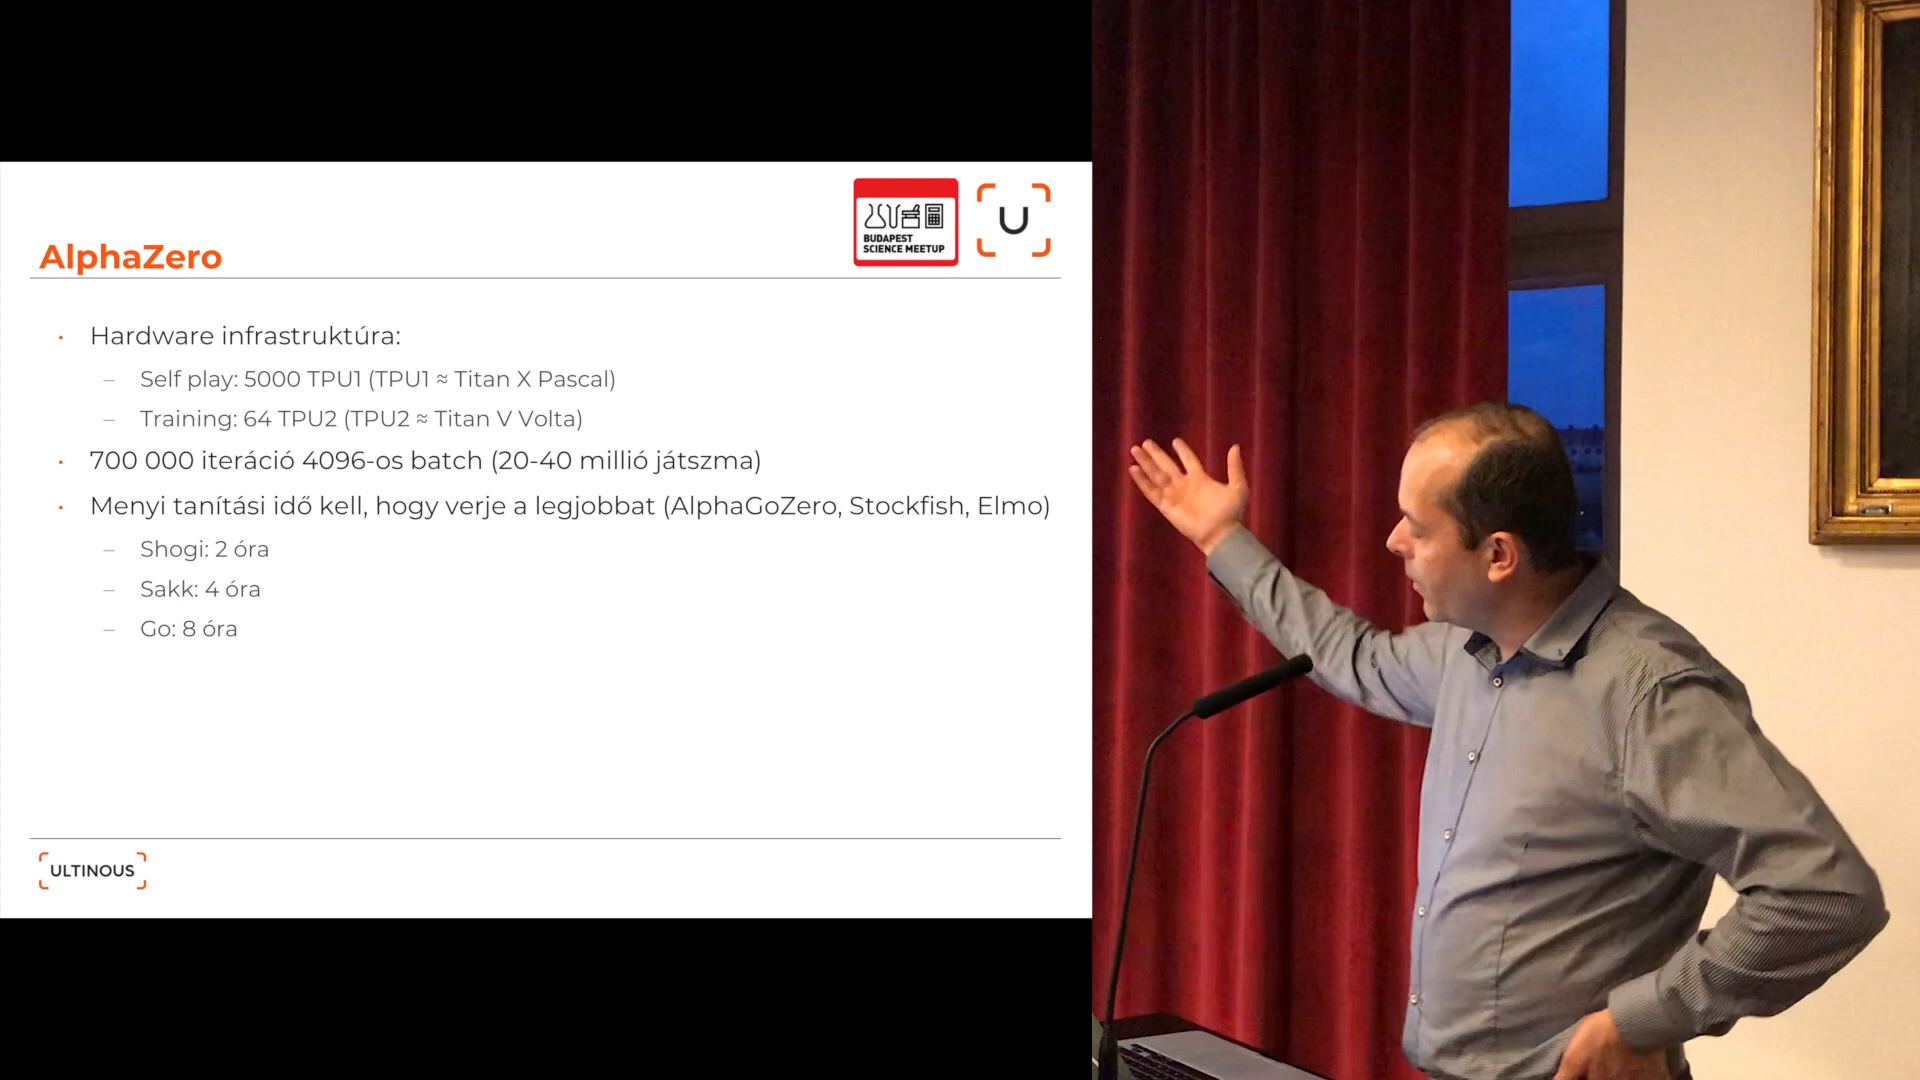 BUDAPEST
SCIENCE MEETUP
U
AlphaZero
• Hardware infrastruktúra:
– Self play: 5000 TPU1 (TPU1 ≈ Titan X Pascal)
– Training: 64 TPU2 (TPU2 ≈ Titan V Volta)
• 700 000 iteráció 4096-os batch (20-40 millió játszma)
• Menyi tanítási idő kell, hogy verje a legjobbat (AlphaGoZero, Stockfish, Elmo)
– Shogi: 2 óra
– Sakk: 4 óra
– Go: 8 óra
ULTINOUS